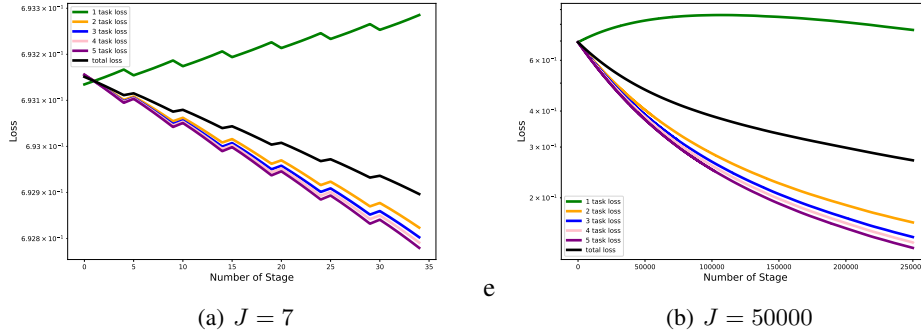 6.933 × 10⁻¹
6.932 × 10⁻¹
6.931 × 10⁻¹
6.93 × 10⁻¹
6.929 × 10⁻¹
6.928 × 10⁻¹
Loss
1 task loss
2 task loss
3 task loss
4 task loss
5 task loss
total loss
0 5 10 15 20 25 30 35
Number of Stage
(a) J = 7
e
6 × 10⁻¹
4 × 10⁻¹
3 × 10⁻¹
2 × 10⁻¹
Loss
1 task loss
2 task loss
3 task loss
4 task loss
5 task loss
total loss
0 50000 100000 150000 200000 250000
Number of Stage
(b) J = 50000